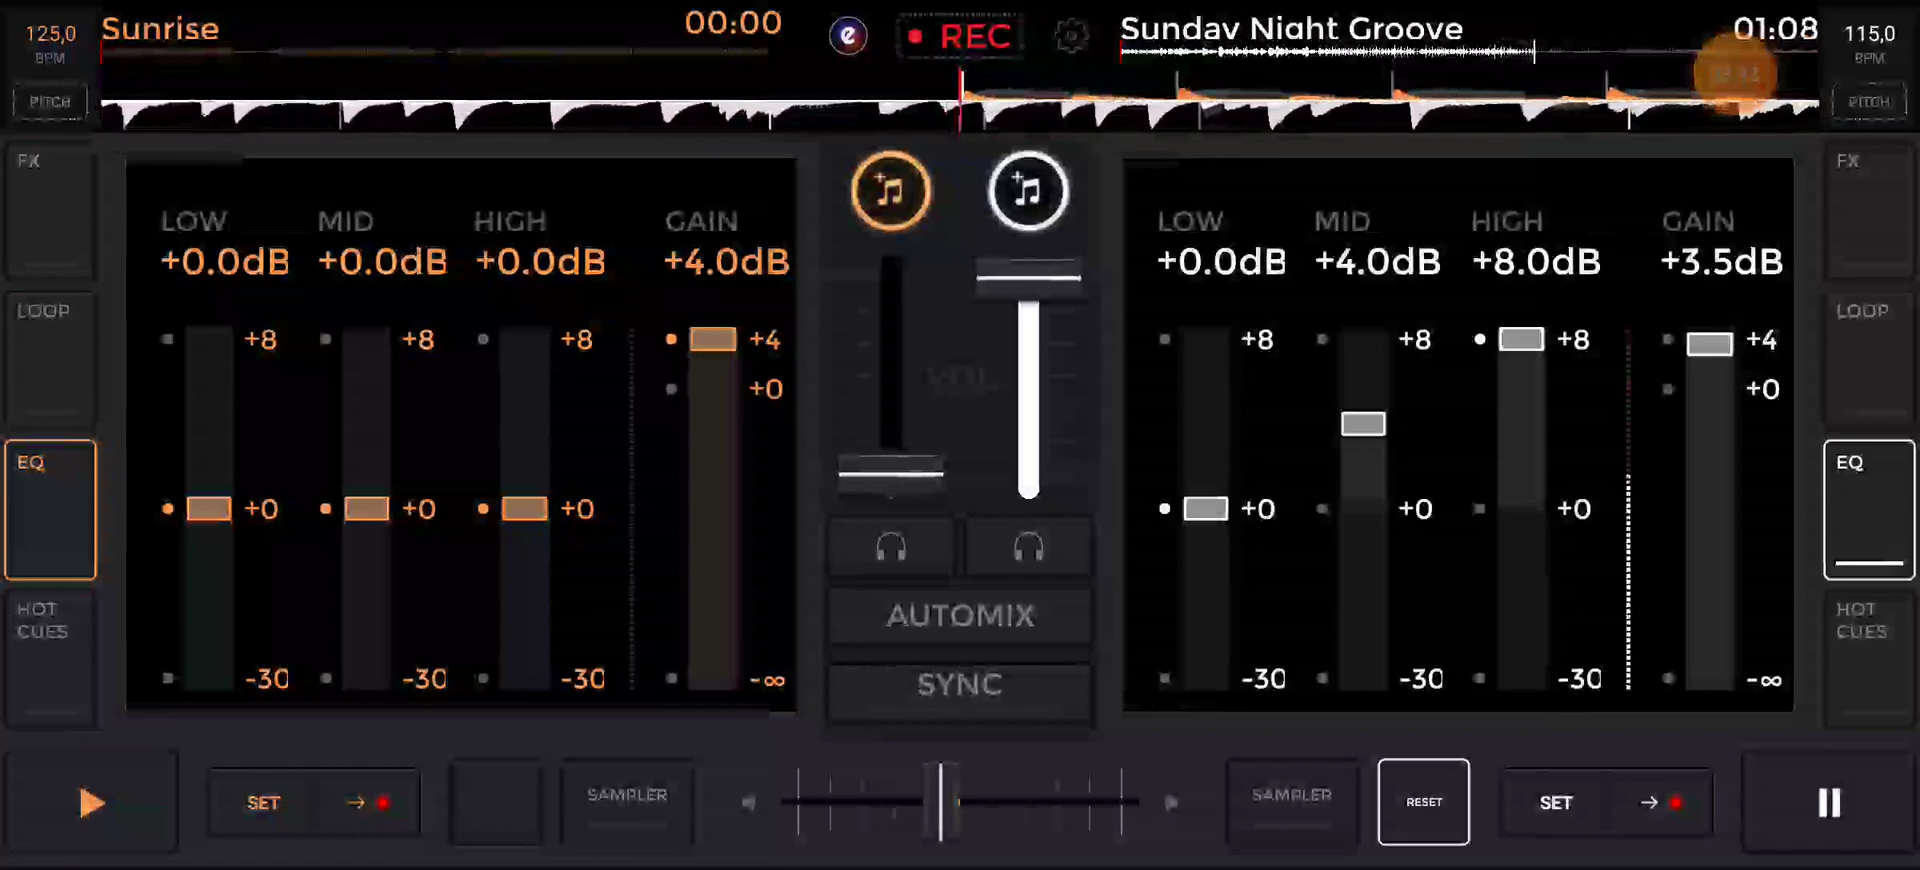 125,0
BPM
PITCH
Sunrise
00:00
e
REC
Sunday Night Groove
01:08
115,0
BPM
PITCH
FX
LOOP
EQ
HOT
CUES
LOW MID HIGH GAIN
+0.0dB +0.0dB +0.0dB +4.0dB
+8 +8 +8 +4
+0
+0 +0 +0
-30 -30 -30 -∞
VOL
AUTOMIX
SYNC
LOW MID HIGH GAIN
+0.0dB +4.0dB +8.0dB +3.5dB
+8 +8 +8 +4
+0
+0 +0 +0
-30 -30 -30 -∞
FX
LOOP
EQ
HOT
CUES
SET
SAMPLER
SAMPLER
RESET
SET